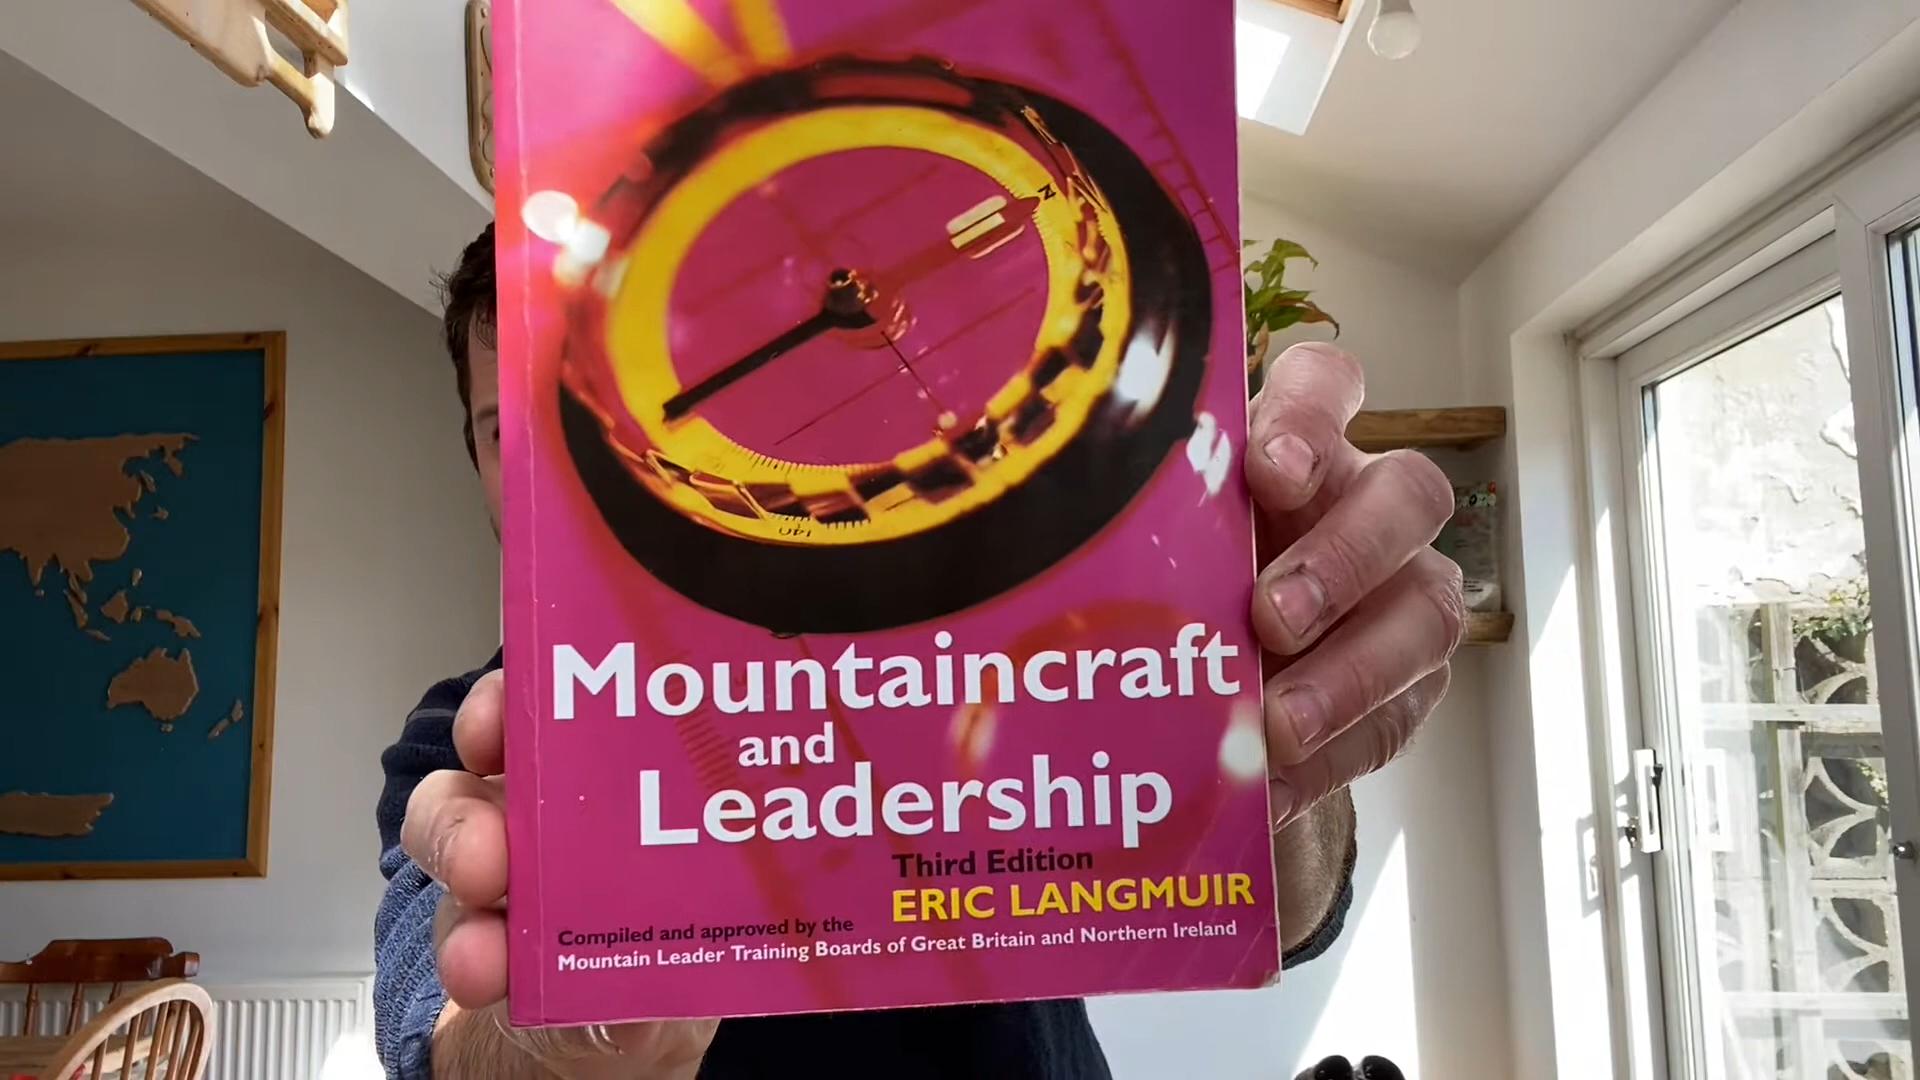 N
140
Mountaincraft
and
Leadership
Third Edition
ERIC LANGMUIR
Compiled and approved by the
Mountain Leader Training Boards of Great Britain and Northern Ireland